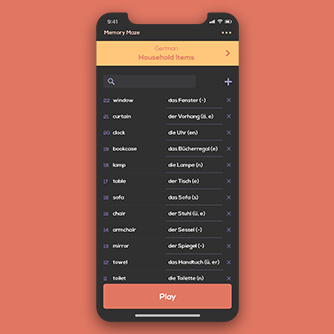 9:41
Memory Maze
German
Household Items
22 window das Fenster (-)
21 curtain der Vorhang (ä, e)
20 clock die Uhr (en)
19 bookcase das Bücherregal (e)
18 lamp die Lampe (n)
17 table der Tisch (e)
16 sofa das Sofa (s)
15 chair der Stuhl (ü, e)
14 armchair der Sessel (-)
13 mirror der Spiegel (-)
12 towel das Handtuch (ü, er)
11 toilet die Toilette (n)
Play